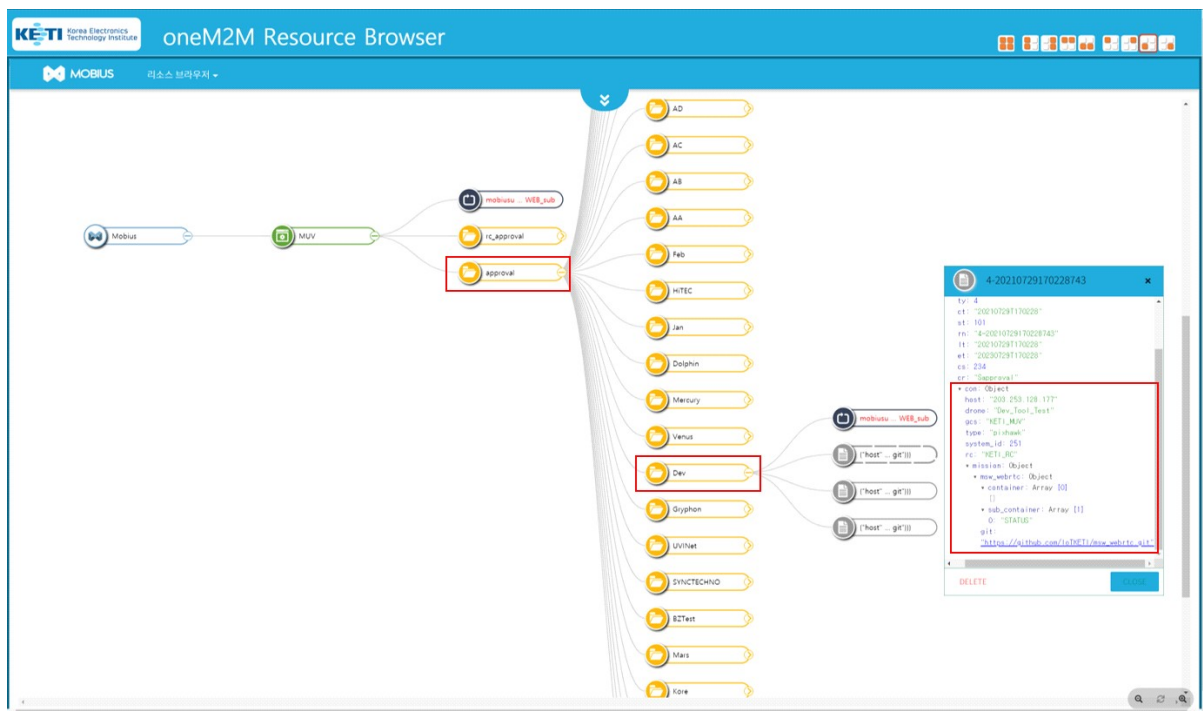 KETI Korea Electronics Technology Institute
oneM2M Resource Browser
MOBIUS
리소스 브라우저
Mobius
MUV
mobiusu ... WEB_sub
rc_approval
approval
AD
AC
AB
AA
Feb
HiTEC
Jan
Dolphin
Mercury
Venus
Dev
Gryphon
UVINet
SYNCTECHNO
BZTest
Mars
Kore
mobiusu ... WEB_sub
{"host" ... git"}}}
{"host" ... git"}}}
{"host" ... git"}}}
4-20210729170228743
ty: 4
ct: "20210729T170228"
st: 101
rn: "4-20210729170228743"
lt: "20210729T170228"
et: "20230729T170228"
cs: 234
cr: "Sapproval"
con: Object
host: "203.253.128.177"
drone: "Dev_Tool_Test"
gcs: "KETI_MUV"
type: "pixhawk"
system_id: 251
rc: "KETI_RC"
mission: Object
msw_webrtc: Object
container: Array [0]
[]
sub_container: Array [1]
0: "STATUS"
git:
"https://github.com/IoTKETI/msw_webrtc.git"
DELETE
CLOSE